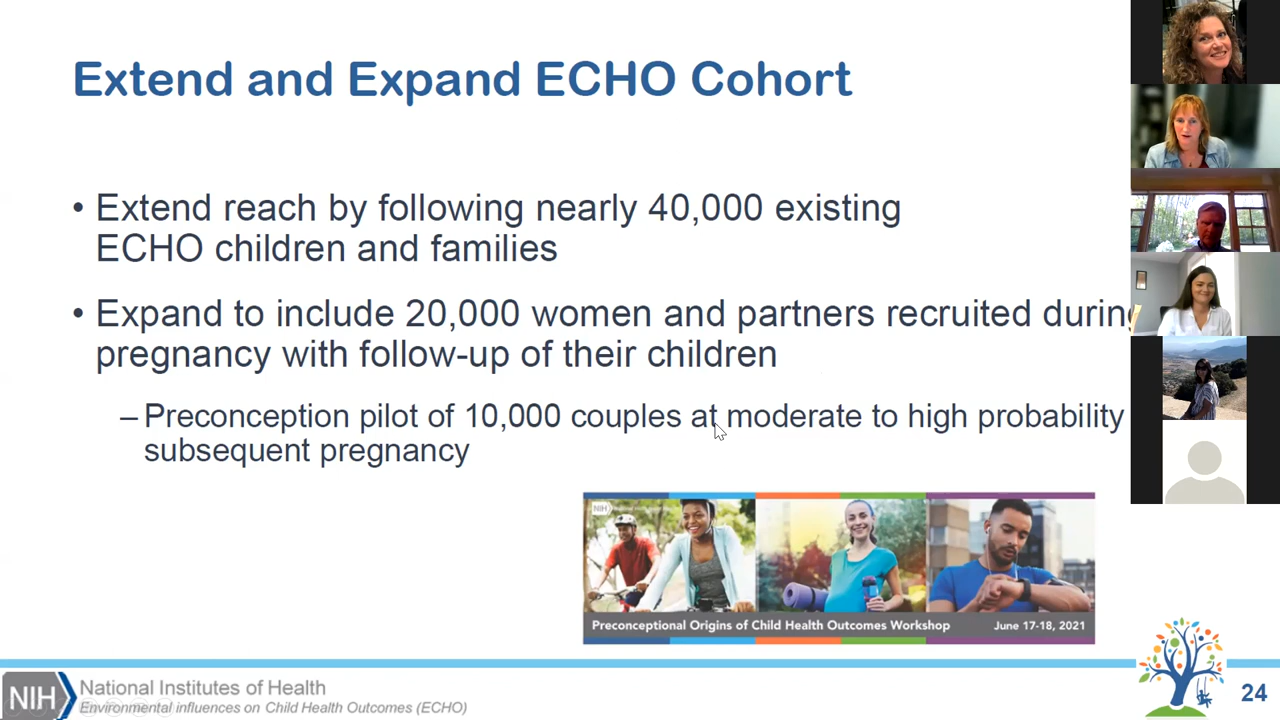 Extend and Expand ECHO Cohort
• Extend reach by following nearly 40,000 existing
ECHO children and families
• Expand to include 20,000 women and partners recruited during
pregnancy with follow-up of their children
– Preconception pilot of 10,000 couples at moderate to high probability
subsequent pregnancy
NIH
Preconceptional Origins of Child Health Outcomes Workshop June 17-18, 2021
NIH National Institutes of Health
Environmental influences on Child Health Outcomes (ECHO)
24